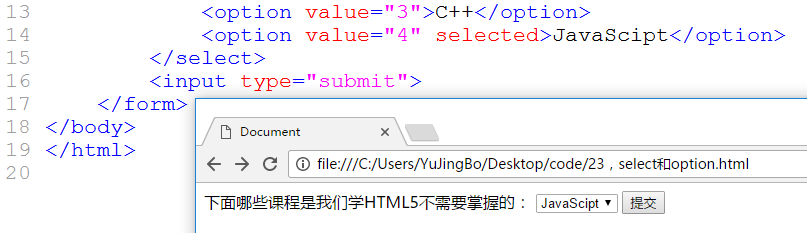 13 <option value="3">C++</option>
14 <option value="4" selected>JavaScipt</option>
15 </select>
16 <input type="submit">
17 </form>
18 </body>
19 </html>
20
Document
file:///C:/Users/YuJingBo/Desktop/code/23，select和option.html
下面哪些课程是我们学HTML5不需要掌握的： JavaScipt 提交